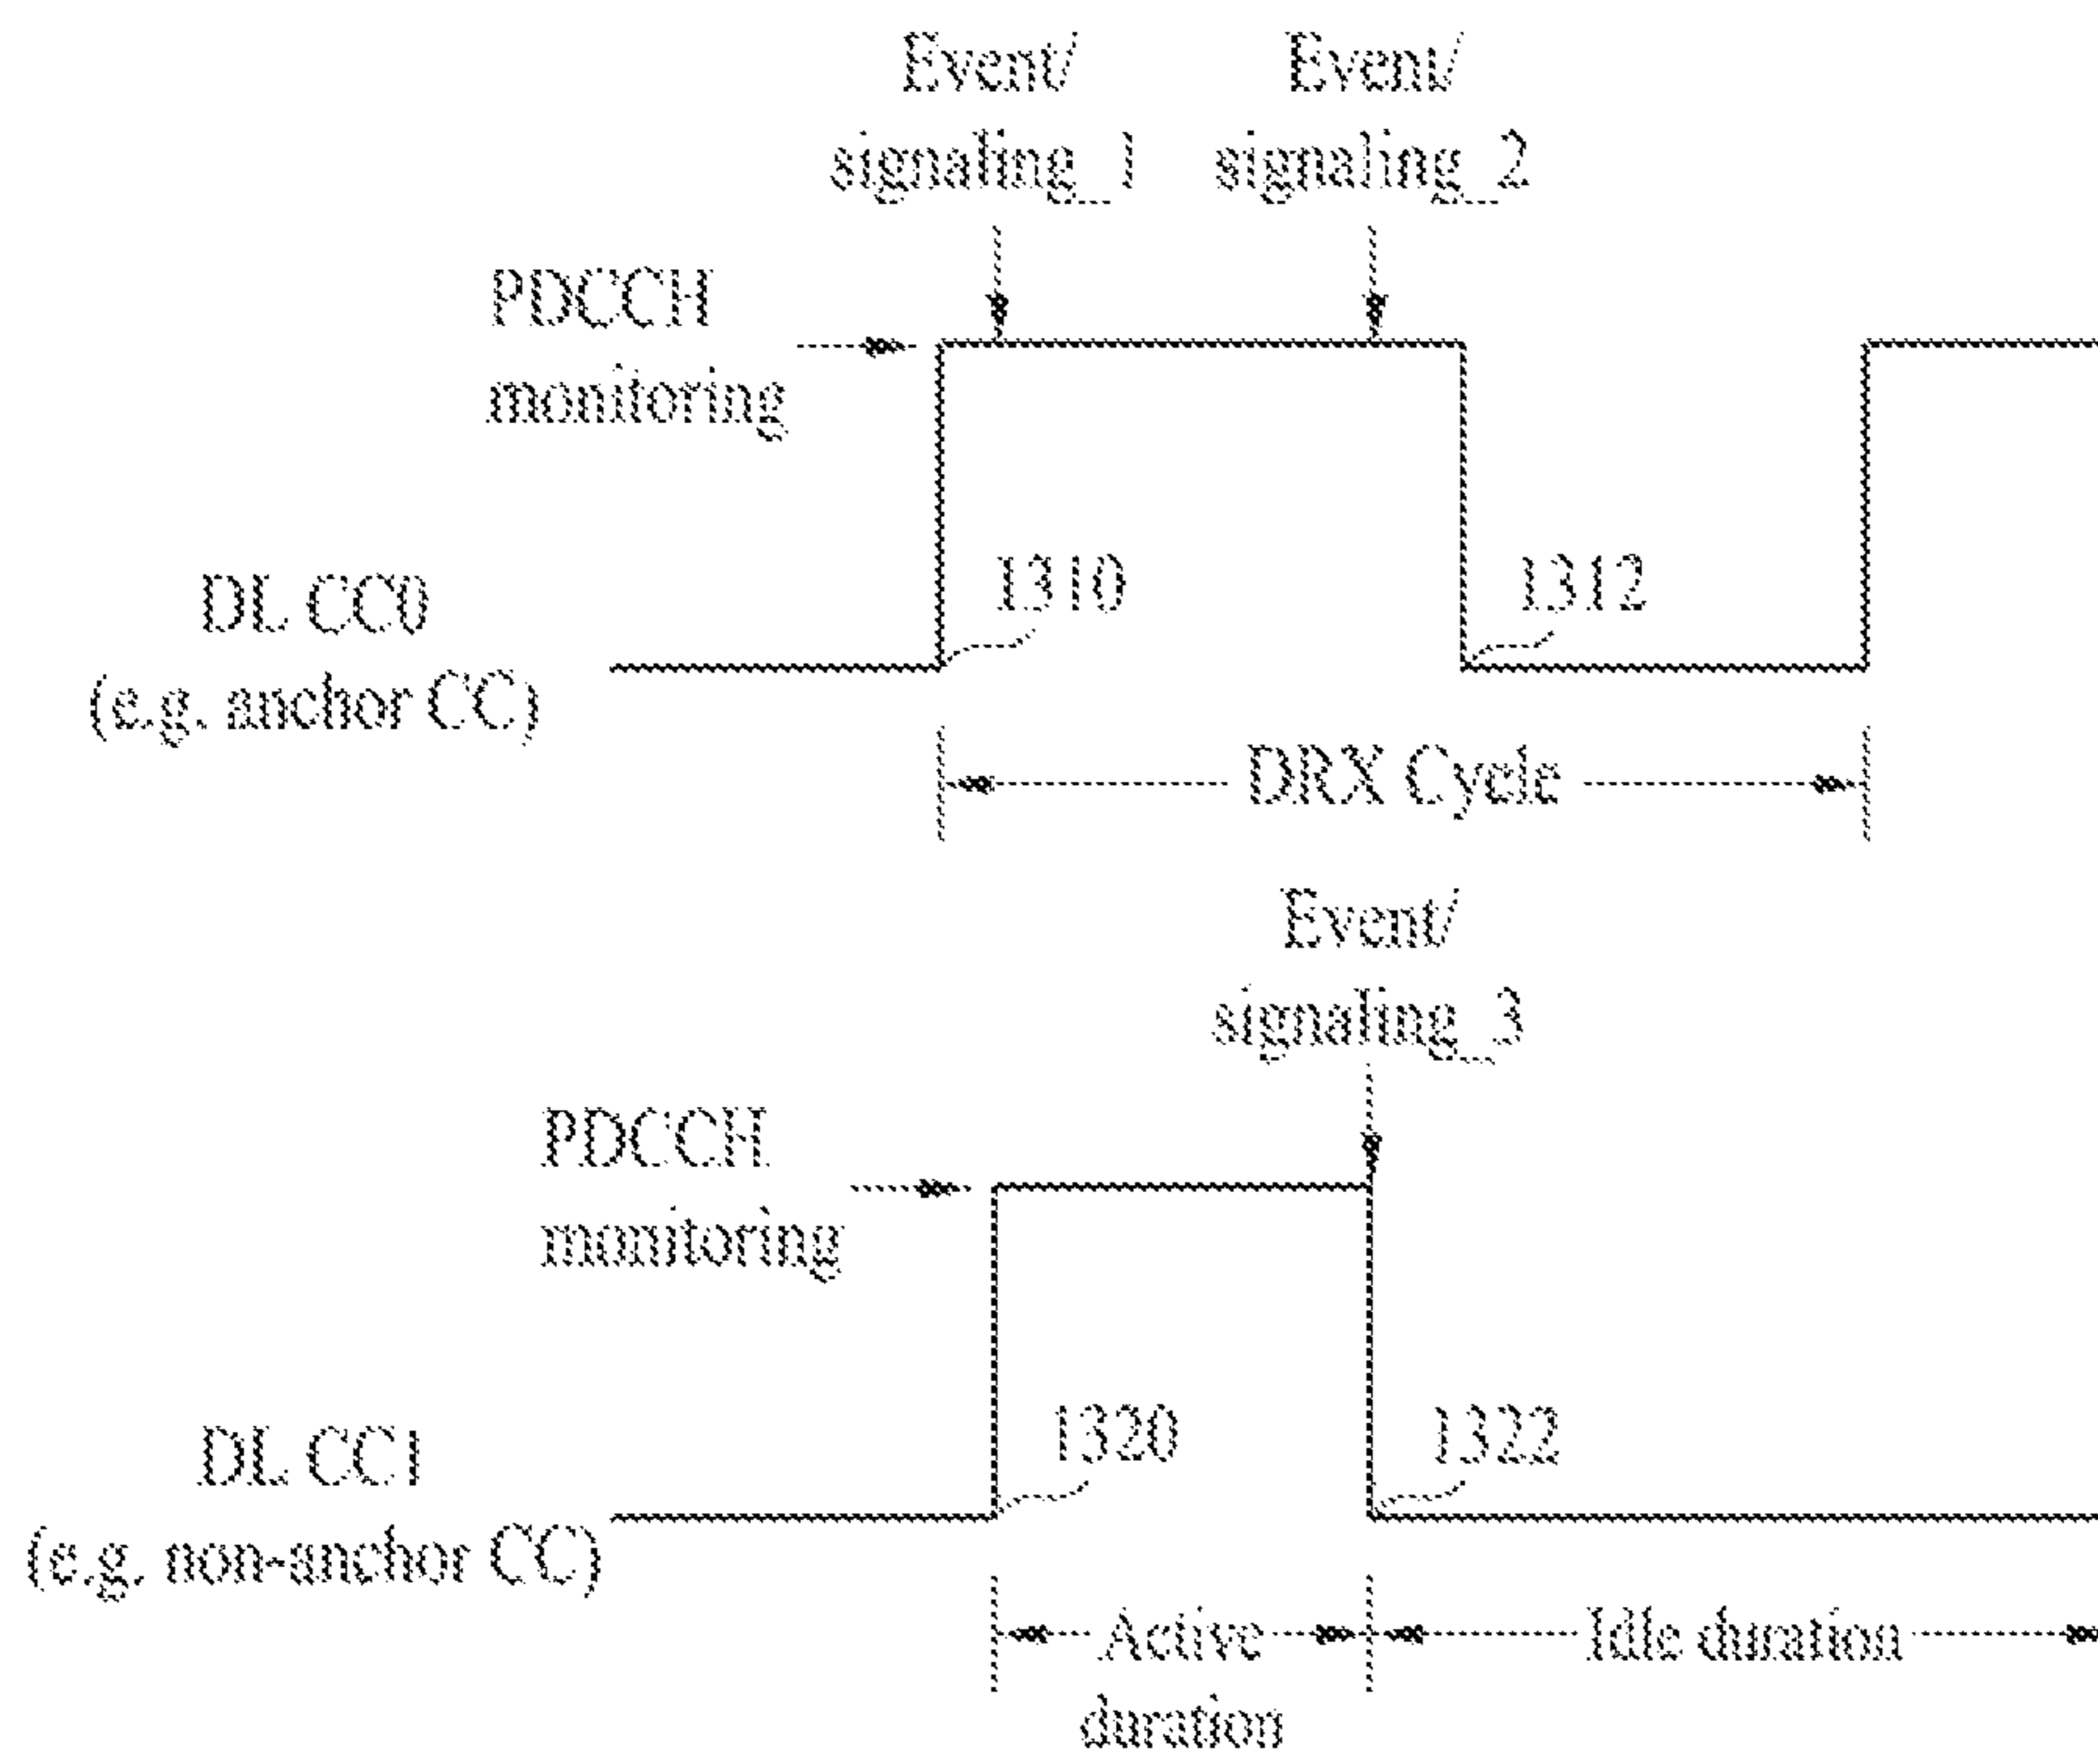 Event/
signaling_1
Event/
signaling_2
PDCCH
monitoring
1310
1312
DL CC0
(e.g. anchor CC)
DRX Cycle
Event/
signaling_3
PDCCH
monitoring
1320
1322
DL CC1
(e.g. non-anchor CC)
Active
duration
Idle duration